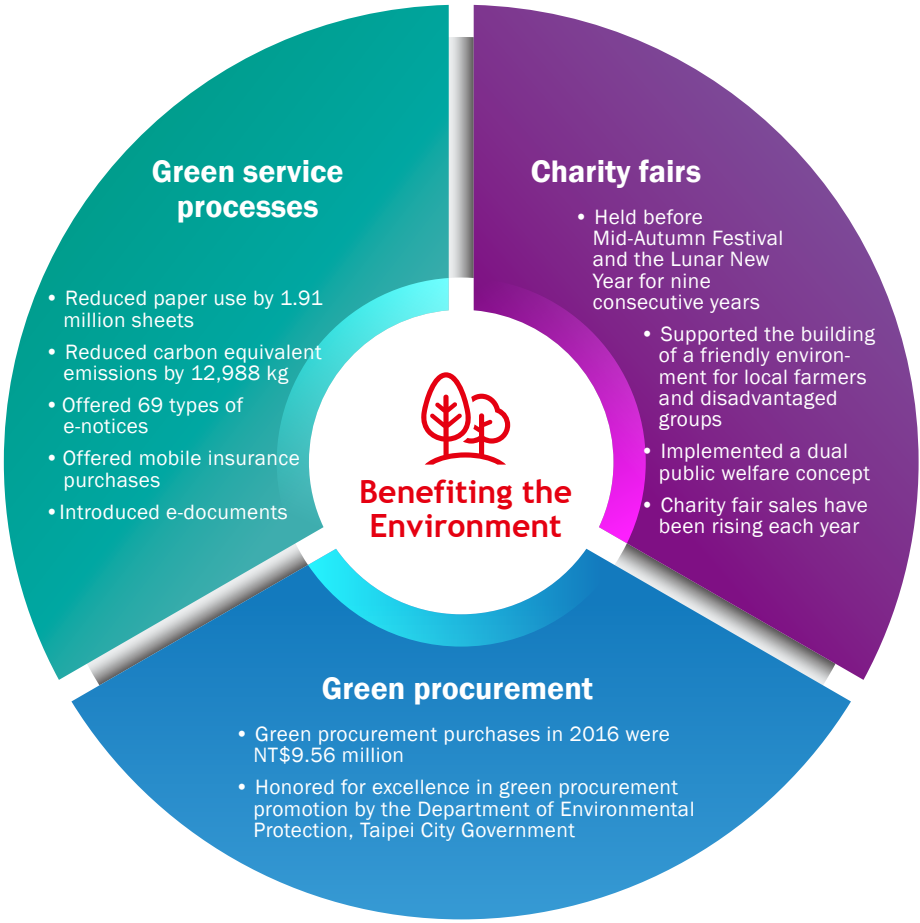 Green service
processes
• Reduced paper use by 1.91
million sheets
• Reduced carbon equivalent
emissions by 12,988 kg
• Offered 69 types of
e-notices
• Offered mobile insurance
purchases
• Introduced e-documents
Charity fairs
• Held before
Mid-Autumn Festival
and the Lunar New
Year for nine
consecutive years
• Supported the building
of a friendly environ-
ment for local farmers
and disadvantaged
groups
• Implemented a dual
public welfare concept
• Charity fair sales have
been rising each year
Benefiting the
Environment
Green procurement
• Green procurement purchases in 2016 were
NT$9.56 million
• Honored for excellence in green procurement
promotion by the Department of Environmental
Protection, Taipei City Government